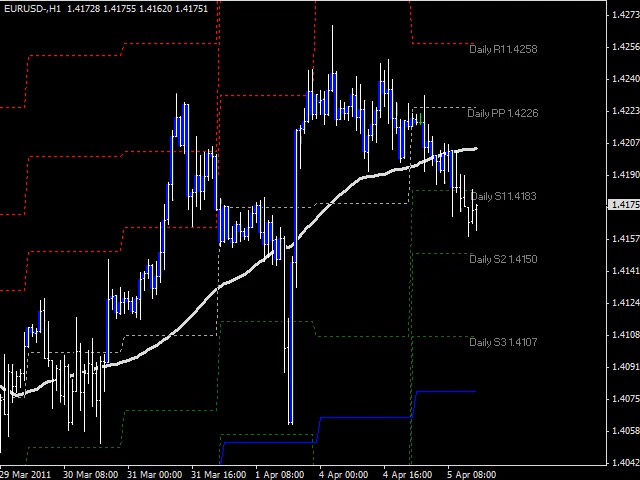 EURUSD-,H1 1.41728 1.41755 1.41620 1.41751
1.4273
1.4256
Daily R1 1.4258
1.4240
1.4223
Daily PP 1.4226
1.4207
1.4190
Daily S1 1.4183
1.4175
1.4157
Daily S2 1.4150
1.4141
1.4124
1.4108
Daily S3 1.4107
1.4091
1.4075
1.4058
1.4042
29 Mar 2011 30 Mar 08:00 31 Mar 00:00 31 Mar 16:00 1 Apr 08:00 4 Apr 00:00 4 Apr 16:00 5 Apr 08:00